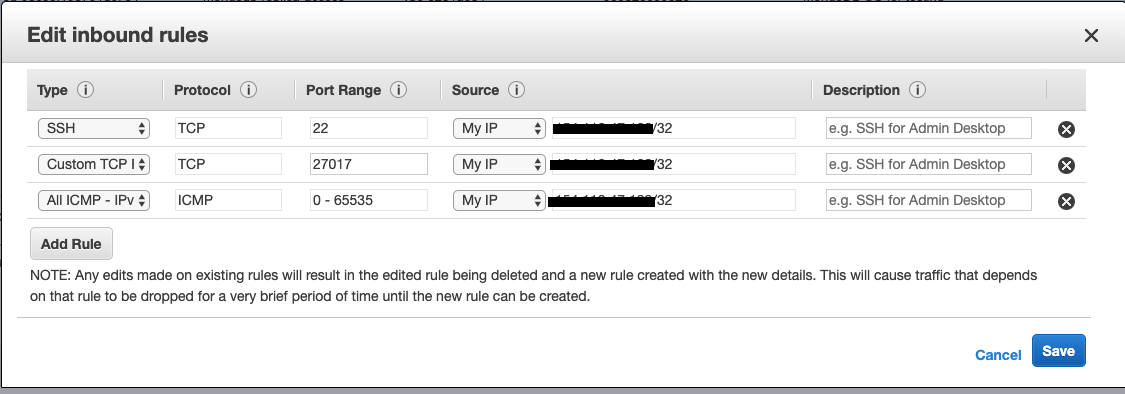 Edit inbound rules
Type Protocol Port Range Source Description
SSH TCP 22 My IP /32 e.g. SSH for Admin Desktop
Custom TCP TCP 27017 My IP /32 e.g. SSH for Admin Desktop
All ICMP - IPv ICMP 0 - 65535 My IP /32 e.g. SSH for Admin Desktop
Add Rule
NOTE: Any edits made on existing rules will result in the edited rule being deleted and a new rule created with the new details. This will cause traffic that depends
on that rule to be dropped for a very brief period of time until the new rule can be created.
Cancel Save